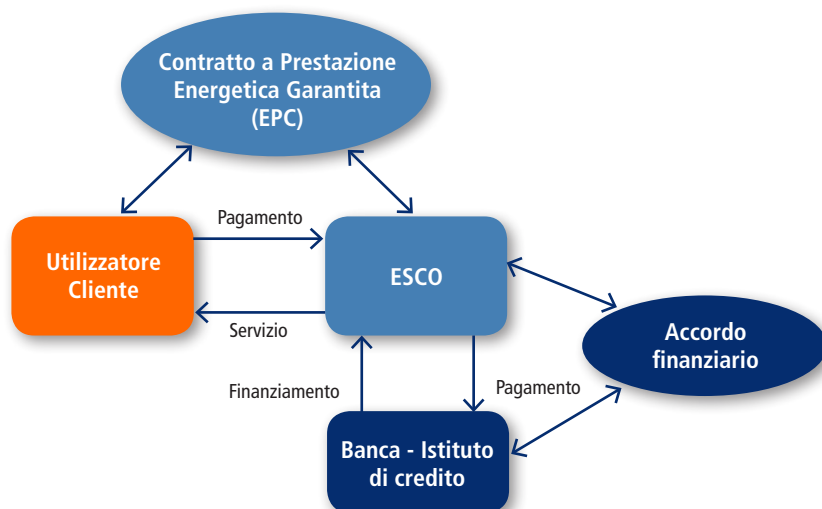 Contratto a Prestazione
Energetica Garantita
(EPC)
Pagamento
Utilizzatore
Cliente
ESCO
Servizio
Accordo
finanziario
Finanziamento
Pagamento
Banca - Istituto
di credito